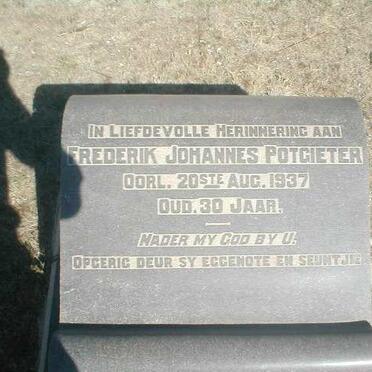 IN LIEFDEVOLLE HERINNERING AAN
FREDERIK JOHANNES POTGIETER
OORL. 20STE AUG. 1937
OUD. 30 JAAR.
NADER MY GOD BY U.
OPGERIG DEUR SY EGGENOTE EN SEUNTJIE